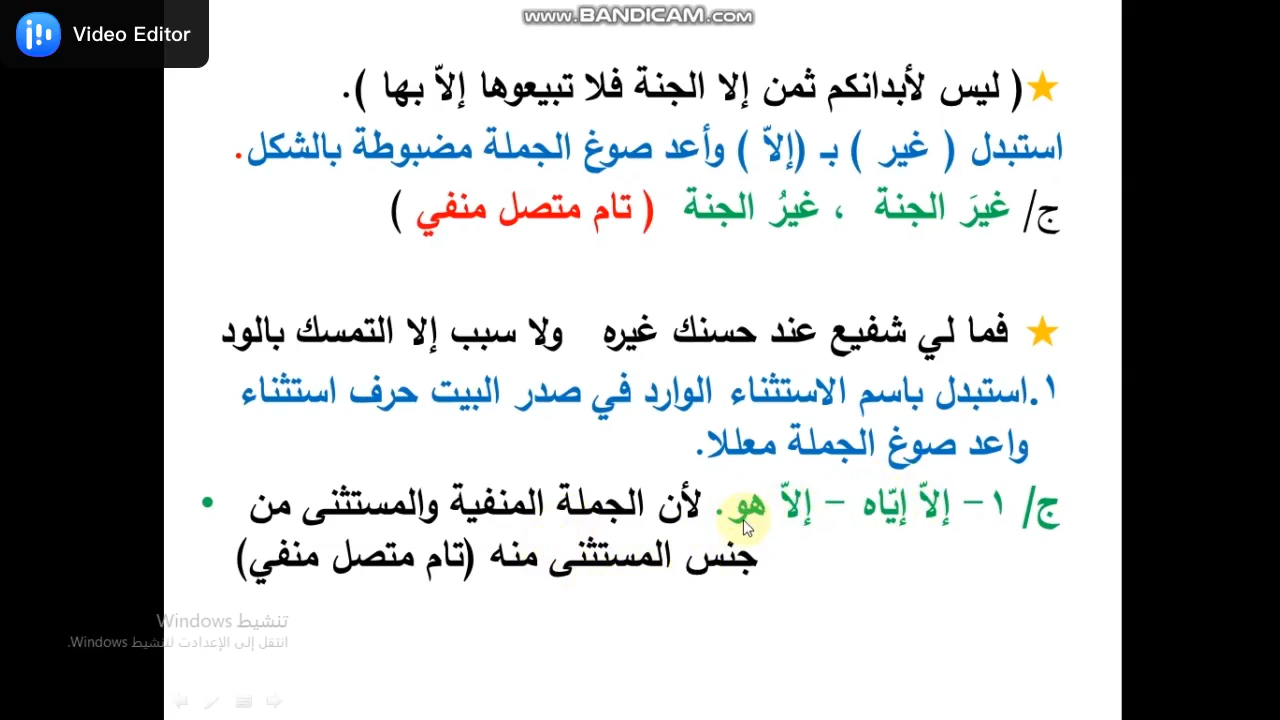 www.BANDICAM.com
Video Editor
( ليس لأبدانكم ثمن إلا الجنة فلا تبيعوها إلاّ بها ).
استبدل ( غير ) بـ (إلاّ ) وأعد صوغ الجملة مضبوطة بالشكل.
ج/ غيرَ الجنة ، غيرُ الجنة ( تام متصل منفي )
فما لي شفيع عند حسنك غيره ولا سبب إلا التمسك بالود
١.استبدل باسم الاستثناء الوارد في صدر البيت حرف استثناء
واعد صوغ الجملة معللا.
ج/ ١- إلاّ إيّاه - إلاّ هو. لأن الجملة المنفية والمستثنى من
جنس المستثنى منه (تام متصل منفي)
تنشيط Windows
انتقل إلى الإعدادت لتنشيط Windows.